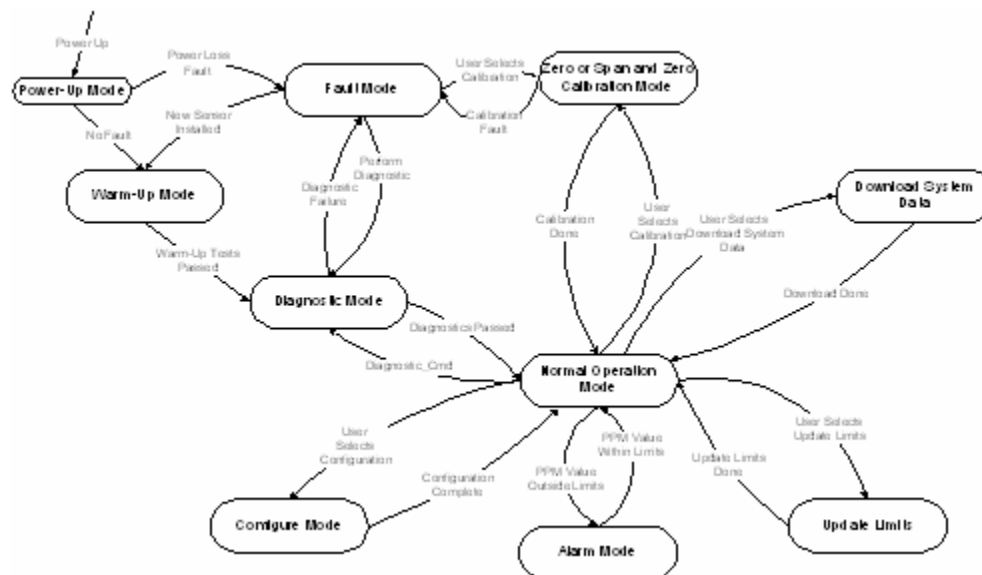 Power Up
Power Loss
Fault
User Selects
Calibration
Zero or Span and Zero
Calibration Mode
Power-Up Mode
Fault Mode
New Sensor
Installed
Calibration
Fault
No Fault
Perform
Diagnostic
Warm-Up Mode
Diagnostic
Failure
Download System
Data
Calibration
Done
User
Selects
Calibration
User Selects
Download System
Data
Warm-Up Tests
Passed
Diagnostic Mode
Download Done
Diagnostics Passed
Diagnostic_Cmd
Normal Operation
Mode
User
Selects
Configuration
PPM Value
Within Limits
User Selects
Update Limits
Configuration
Complete
PPM Value
Outside Limits
Update Limits
Done
Configure Mode
Alarm Mode
Update Limits